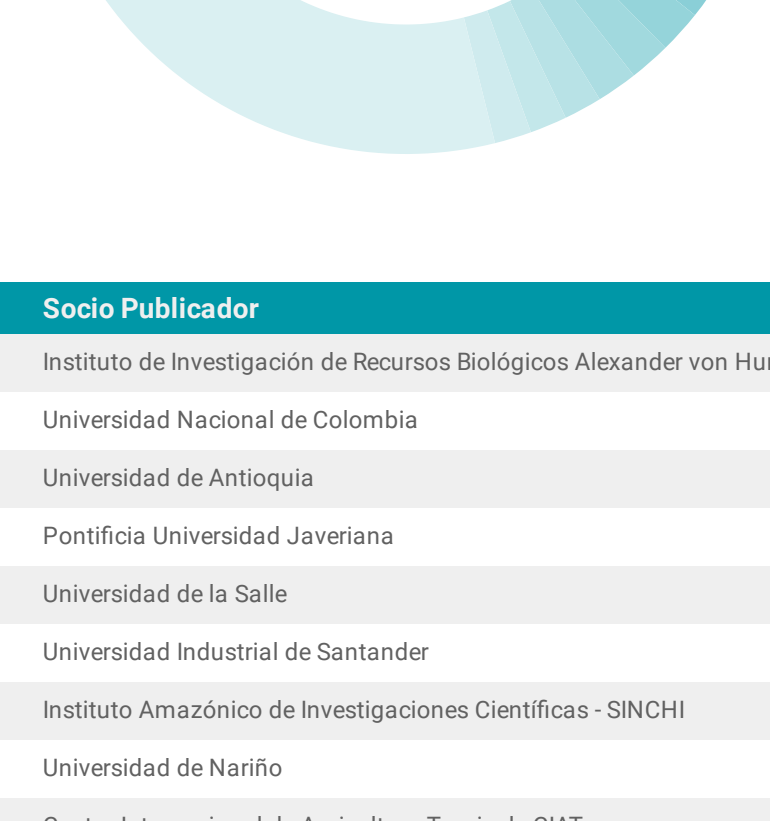 Socio Publicador
Instituto de Investigación de Recursos Biológicos Alexander von
Universidad Nacional de Colombia
Universidad de Antioquia
Pontificia Universidad Javeriana
Universidad de la Salle
Universidad Industrial de Santander
Instituto Amazónico de Investigaciones Científicas - SINCHI
Universidad de Nariño